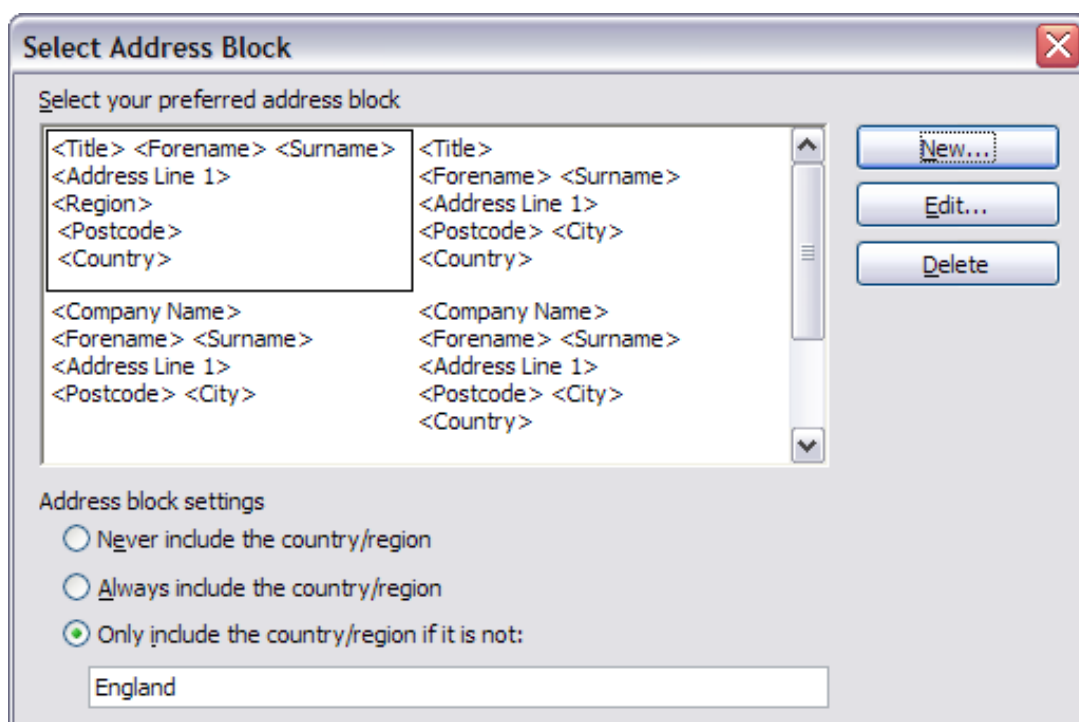 Select Address Block
Select your preferred address block
<Title> <Forename> <Surname>
<Address Line 1>
<Region>
<Postcode>
<Country>
<Title>
<Forename> <Surname>
<Address Line 1>
<Postcode> <City>
<Country>
<Company Name>
<Forename> <Surname>
<Address Line 1>
<Postcode> <City>
<Company Name>
<Forename> <Surname>
<Address Line 1>
<Postcode> <City>
<Country>
New...
Edit...
Delete
Address block settings
Never include the country/region
Always include the country/region
Only include the country/region if it is not:
England